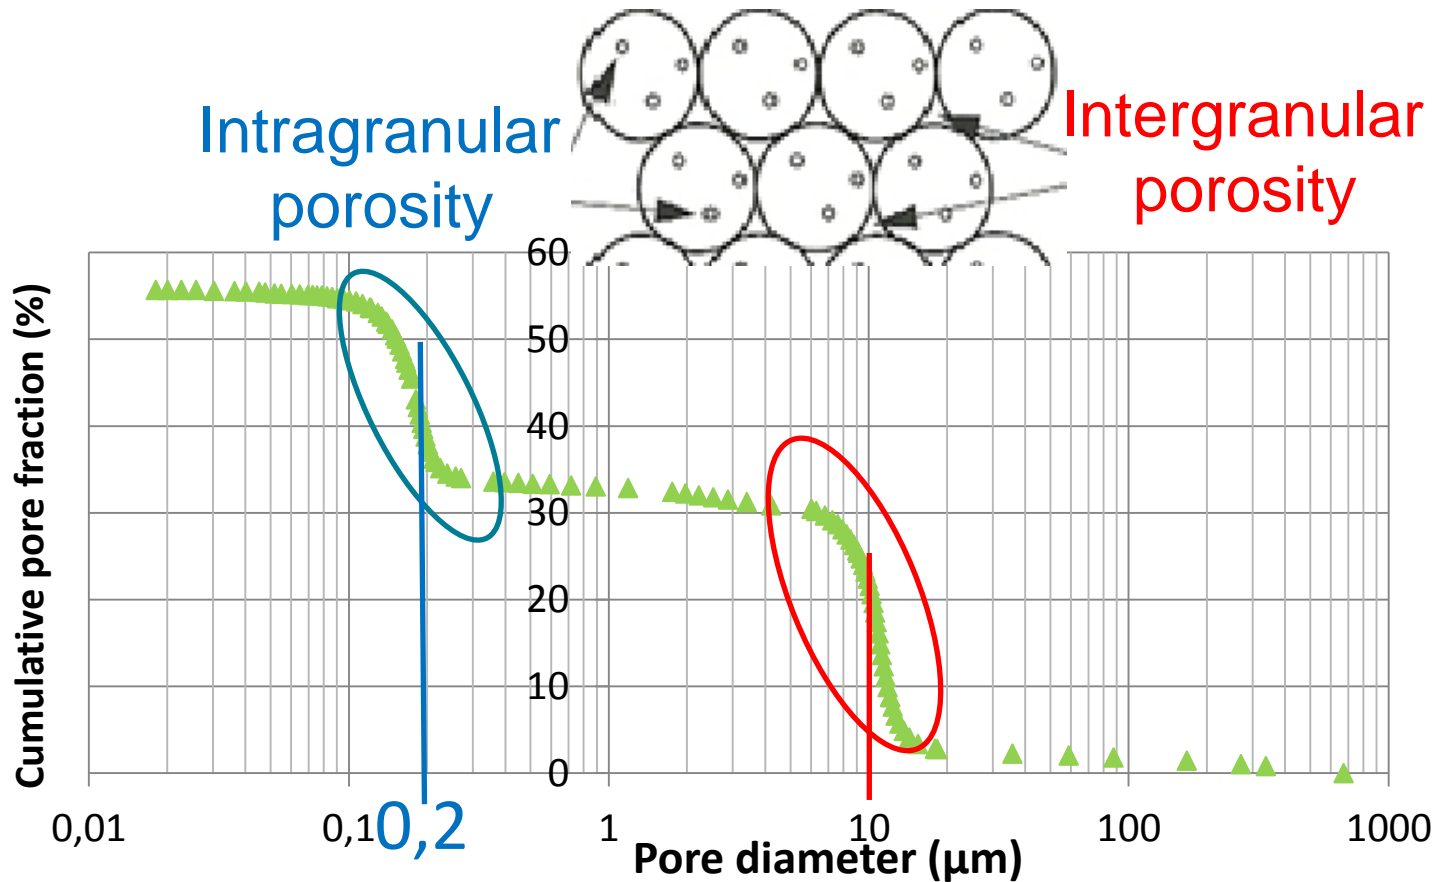 Intragranular
porosity
Intergranular
porosity
Cumulative pore fraction (%)
60
50
40
30
20
10
0
0,01
0,1
0,2
1
10
100
1000
Pore diameter (µm)